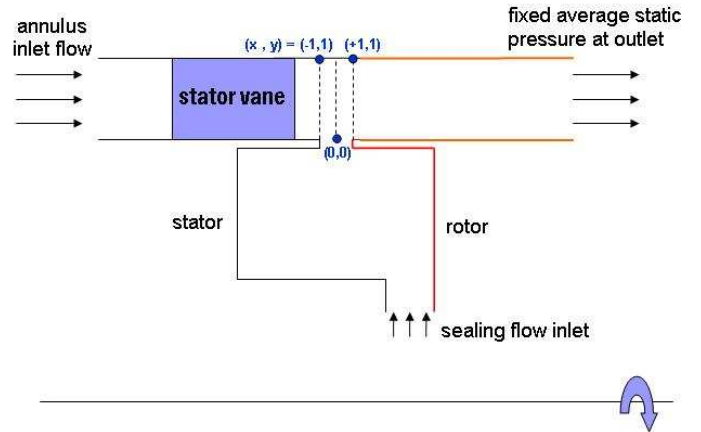 annulus
inlet flow
fixed average static
pressure at outlet
(x , y) = (-1,1)
(+1,1)
stator vane
(0,0)
stator
rotor
sealing flow inlet